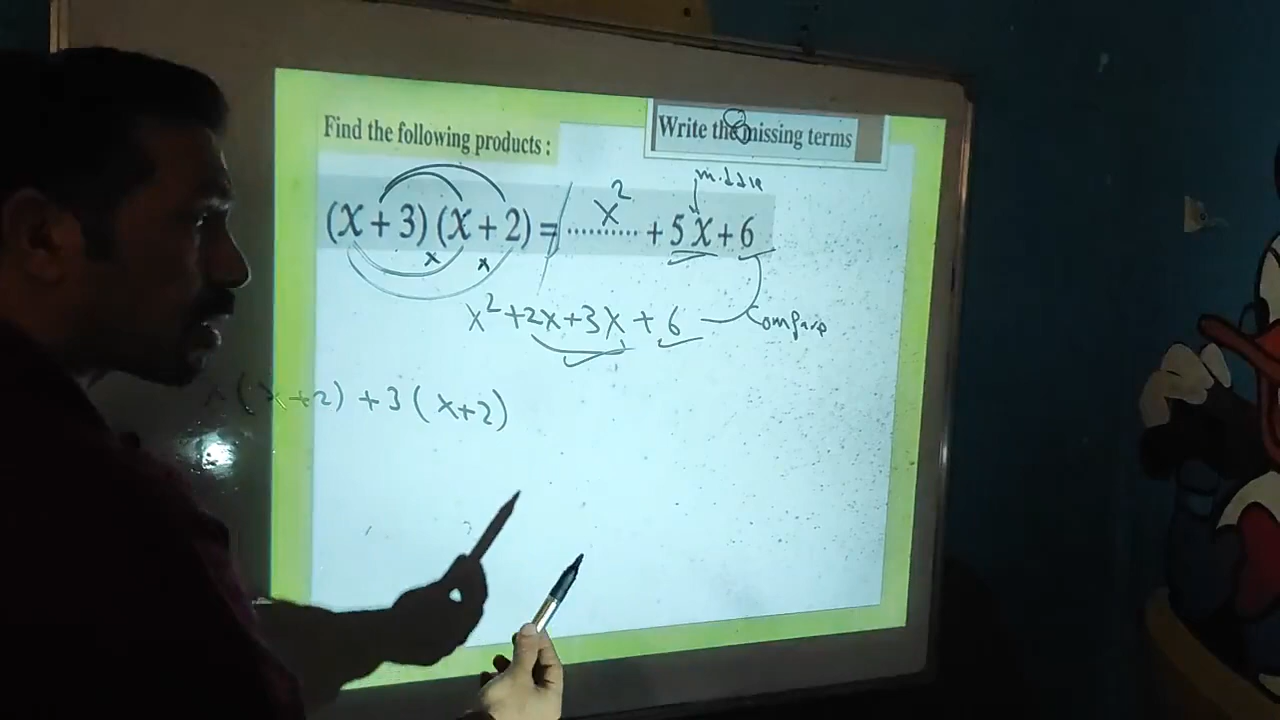 Find the following products :
Write the missing terms
middle
x²
(X + 3) (X + 2) = .......... + 5 X + 6
x x
x² + 2x + 3x + 6
Compare
x (x + 2) + 3 ( x + 2 )